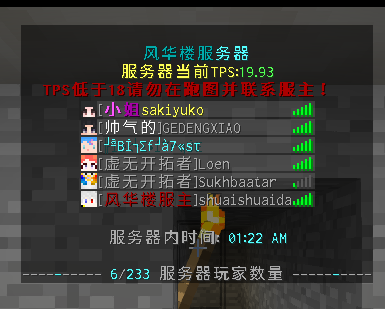 风华楼服务器
服务器当前TPS:19.93
TPS低于18请勿在跑图并联系服主！
[小姐]sakiyuko
[帅气的]GEDENGXIAO
[虚无开拓者]Loen
[虚无开拓者]Sukhbaatar
[风华楼服主]shuaishuaida
服务器内时间: 01:22 AM
6/233 服务器玩家数量